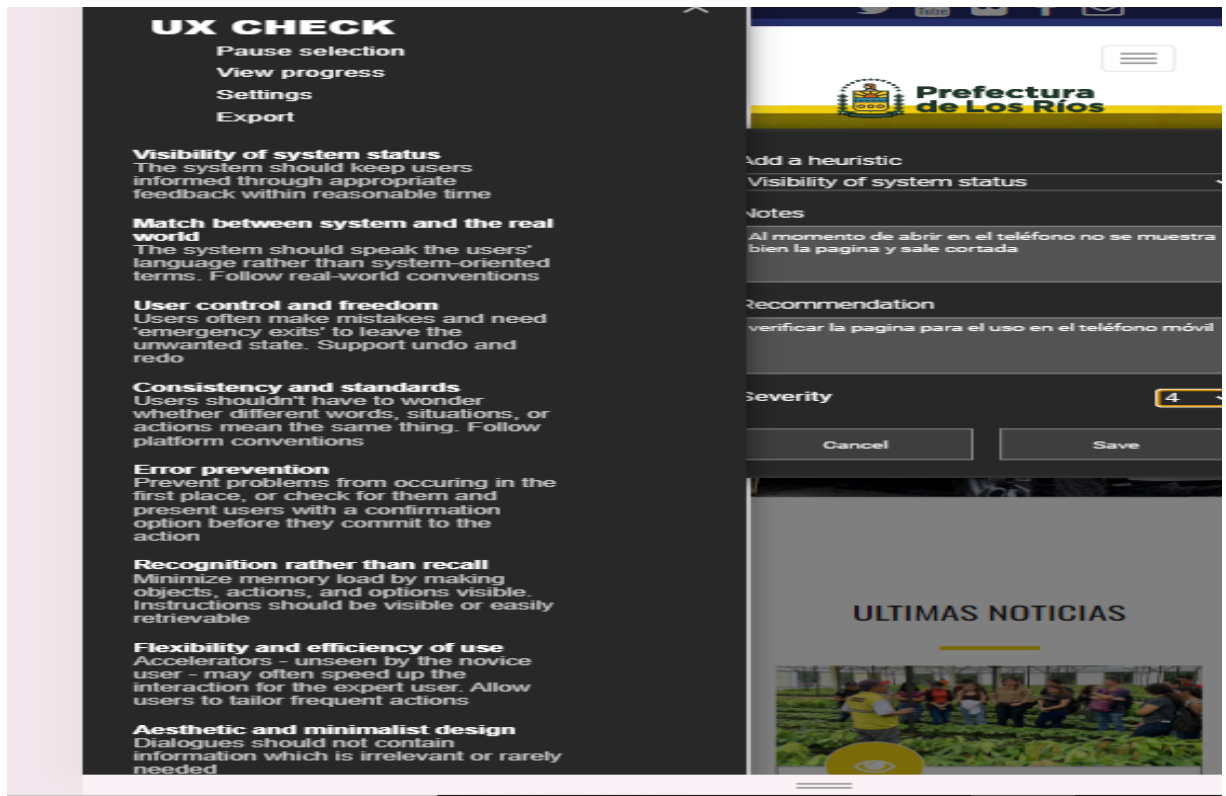 UX CHECK
Pause selection
View progress
Settings
Export
Visibility of system status
The system should keep users
informed through appropriate
feedback within reasonable time
Match between system and the real
world
The system should speak the users'
language rather than system-oriented
terms. Follow real-world conventions
User control and freedom
Users often make mistakes and need
'emergency exits' to leave the
unwanted state. Support undo and
redo
Consistency and standards
Users shouldn't have to wonder
whether different words, situations, or
actions mean the same thing. Follow
platform conventions
Error prevention
Prevent problems from occuring in the
first place, or check for them and
present users with a confirmation
option before they commit to the
action
Recognition rather than recall
Minimize memory load by making
objects, actions, and options visible.
Instructions should be visible or easily
retrievable
Flexibility and efficiency of use
Accelerators - unseen by the novice
user - may often speed up the
interaction for the expert user. Allow
users to tailor frequent actions
Aesthetic and minimalist design
Dialogues should not contain
information which is irrelevant or rarely
needed
Prefectura
de Los Ríos
Add a heuristic
Visibility of system status
Notes
Al momento de abrir en el teléfono no se muestra
bien la pagina y sale cortada
Recommendation
verificar la pagina para el uso en el teléfono móvil
Severity
4
Cancel
Save
ULTIMAS NOTICIAS